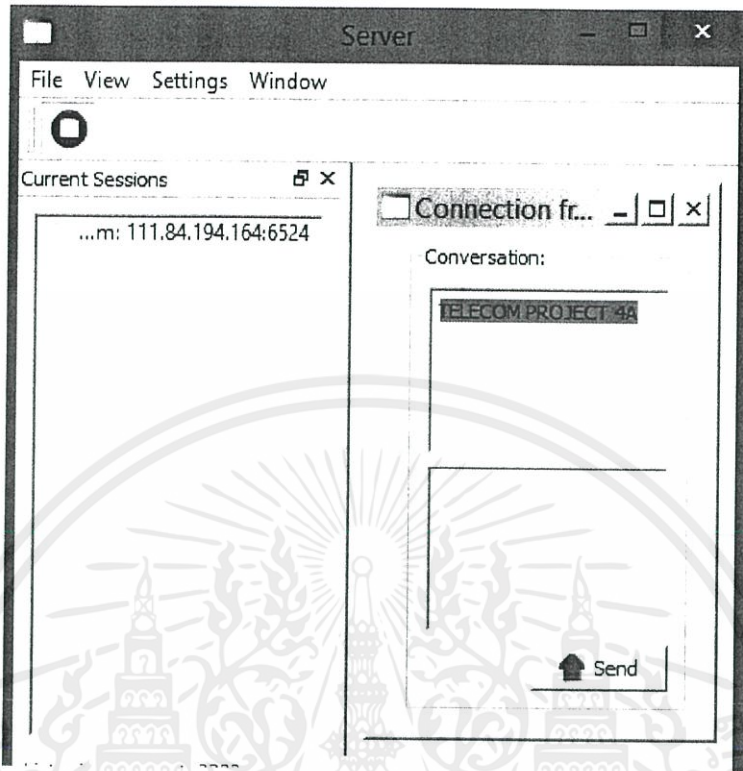 Server
File View Settings Window
Current Sessions
...m: 111.84.194.164:6524
Connection fr...
Conversation:
TELECOM PROJECT 4A
Send